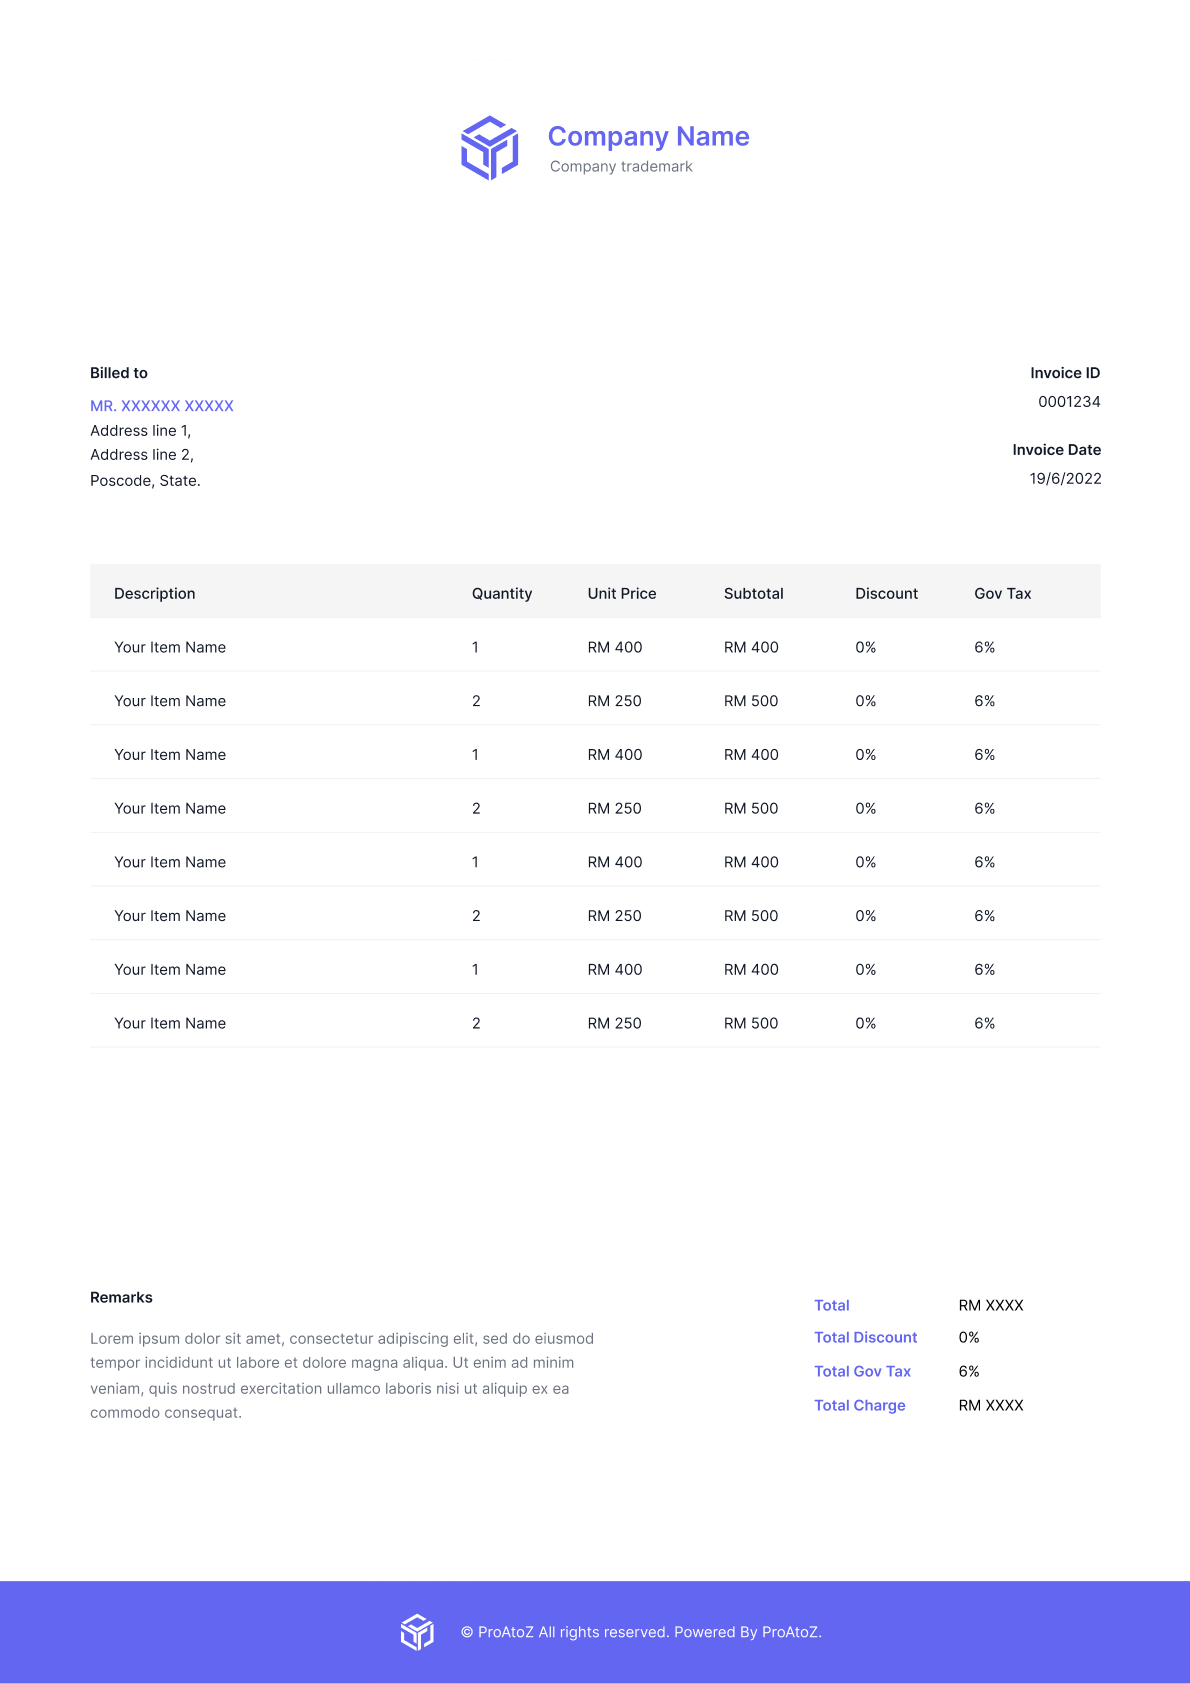 Company Name
Company trademark
Billed to
MR. XXXXXX XXXXX
Address line 1,
Address line 2,
Poscode, State.
Invoice ID
0001234
Invoice Date
19/6/2022
Description Quantity Unit Price Subtotal Discount Gov Tax
Your Item Name 1 RM 400 RM 400 0% 6%
Your Item Name 2 RM 250 RM 500 0% 6%
Your Item Name 1 RM 400 RM 400 0% 6%
Your Item Name 2 RM 250 RM 500 0% 6%
Your Item Name 1 RM 400 RM 400 0% 6%
Your Item Name 2 RM 250 RM 500 0% 6%
Your Item Name 1 RM 400 RM 400 0% 6%
Your Item Name 2 RM 250 RM 500 0% 6%
Remarks
Lorem ipsum dolor sit amet, consectetur adipiscing elit, sed do eiusmod
tempor incididunt ut labore et dolore magna aliqua. Ut enim ad minim
veniam, quis nostrud exercitation ullamco laboris nisi ut aliquip ex ea
commodo consequat.
Total RM XXXX
Total Discount 0%
Total Gov Tax 6%
Total Charge RM XXXX
© ProAtoZ All rights reserved. Powered By ProAtoZ.